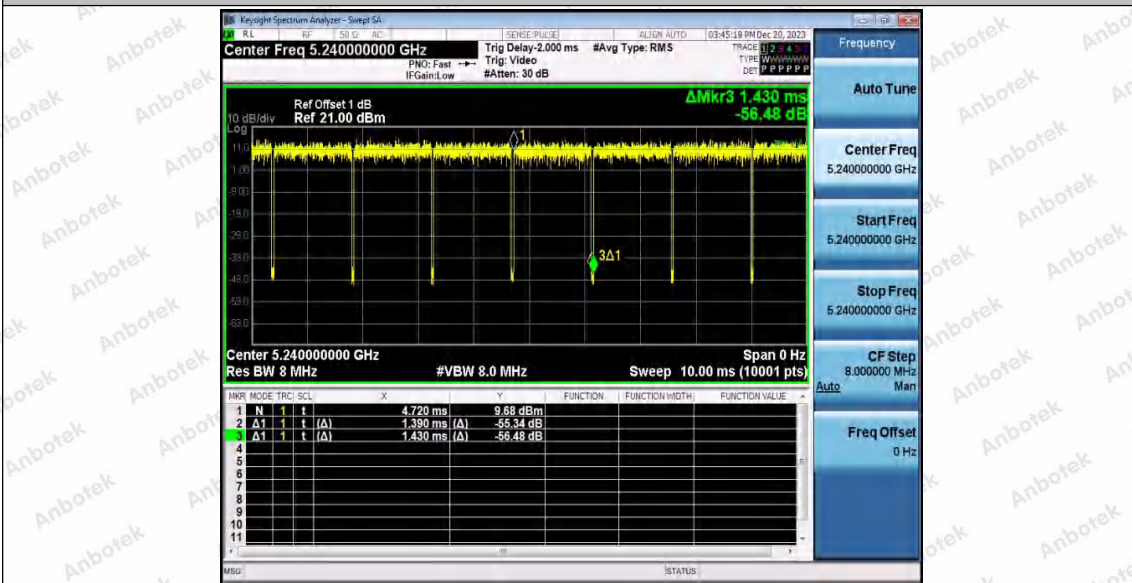 Keysight Spectrum Analyzer - Swept SA
RL RF 50 Ω AC SENSE:PULSE ALIGN AUTO 03:45:19 PM Dec 20, 2023
Center Freq 5.240000000 GHz
PNO: Fast
IFGain:Low
Trig Delay-2.000 ms
Trig: Video
#Atten: 30 dB
#Avg Type: RMS
TRACE 1 2 3 4 5 6
TYPE WWWWWW
DET P P P P P P
ΔMkr3 1.430 ms
-56.48 dB
Ref Offset 1 dB
10 dB/div Ref 21.00 dBm
Log
11.0
1.00
-9.00
-19.0
-29.0
-39.0
-49.0
-59.0
-69.0
1
3Δ1
Center 5.240000000 GHz Span 0 Hz
Res BW 8 MHz #VBW 8.0 MHz Sweep 10.00 ms (10001 pts)
MKR MODE TRC SCL X Y FUNCTION FUNCTION WIDTH FUNCTION VALUE
1 N 1 t 4.720 ms 9.68 dBm
2 Δ1 1 t (Δ) 1.390 ms (Δ) -55.34 dB
3 Δ1 1 t (Δ) 1.430 ms (Δ) -56.48 dB
4
5
6
7
8
9
10
11
MSG STATUS
Frequency
Auto Tune
Center Freq
5.240000000 GHz
Start Freq
5.240000000 GHz
Stop Freq
5.240000000 GHz
CF Step
8.000000 MHz
Auto Man
Freq Offset
0 Hz
Anbotek